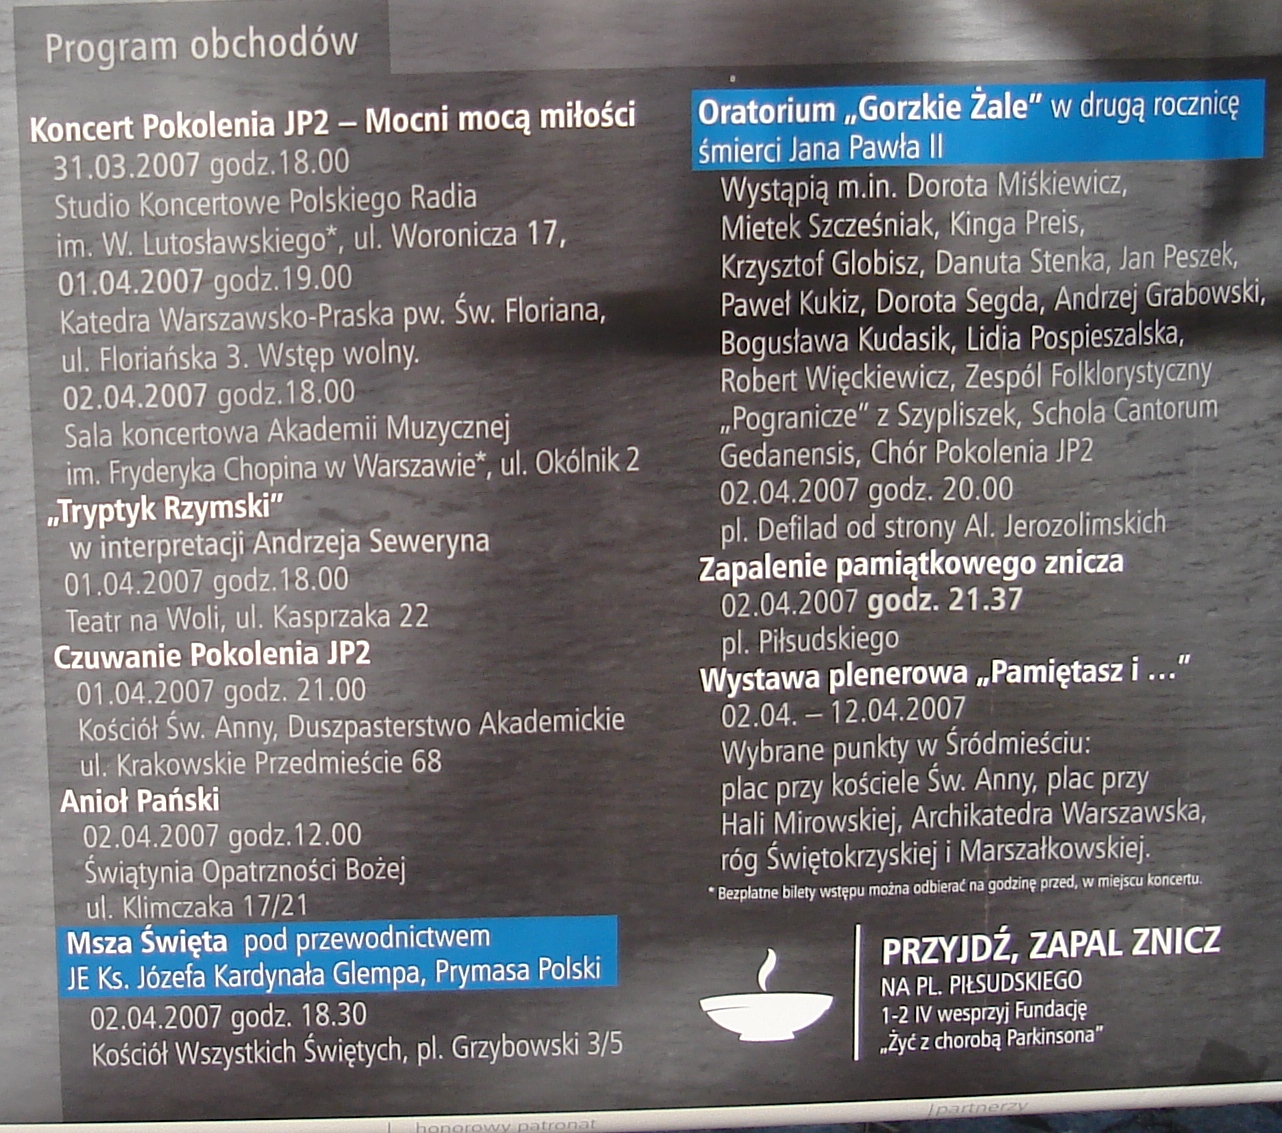 Program obchodów
Koncert Pokolenia JP2 – Mocni mocą miłości
31.03.2007 godz.18.00
Studio Koncertowe Polskiego Radia
im. W. Lutosławskiego*, ul. Woronicza 17,
01.04.2007 godz.19.00
Katedra Warszawsko-Praska pw. Św. Floriana,
ul. Floriańska 3. Wstęp wolny.
02.04.2007 godz.18.00
Sala koncertowa Akademii Muzycznej
im. Fryderyka Chopina w Warszawie*, ul. Okólnik 2
„Tryptyk Rzymski”
w interpretacji Andrzeja Seweryna
01.04.2007 godz.18.00
Teatr na Woli, ul. Kasprzaka 22
Czuwanie Pokolenia JP2
01.04.2007 godz. 21.00
Kościół Św. Anny, Duszpasterstwo Akademickie
ul. Krakowskie Przedmieście 68
Anioł Pański
02.04.2007 godz.12.00
Świątynia Opatrzności Bożej
ul. Klimczaka 17/21
Msza Święta pod przewodnictwem
JE Ks. Józefa Kardynała Glempa, Prymasa Polski
02.04.2007 godz. 18.30
Kościół Wszystkich Świętych, pl. Grzybowski 3/5
Oratorium „Gorzkie Żale” w drugą rocznicę
śmierci Jana Pawła II
Wystąpią m.in. Dorota Miśkiewicz,
Mietek Szcześniak, Kinga Preis,
Krzysztof Globisz, Danuta Stenka, Jan Peszek,
Paweł Kukiz, Dorota Segda, Andrzej Grabowski,
Bogusława Kudasik, Lidia Pospieszalska,
Robert Więckiewicz, Zespól Folklorystyczny
„Pogranicze” z Szypliszek, Schola Cantorum
Gedanensis, Chór Pokolenia JP2
02.04.2007 godz. 20.00
pl. Defilad od strony Al. Jerozolimskich
Zapalenie pamiątkowego znicza
02.04.2007 godz. 21.37
pl. Piłsudskiego
Wystawa plenerowa „Pamiętasz i ...”
02.04. – 12.04.2007
Wybrane punkty w Śródmieściu:
plac przy kościele Św. Anny, plac przy
Hali Mirowskiej, Archikatedra Warszawska,
róg Świętokrzyskiej i Marszałkowskiej.
* Bezpłatne bilety wstępu można odbierać na godzinę przed, w miejscu koncertu.
PRZYJDŹ, ZAPAL ZNICZ
NA PL. PIŁSUDSKIEGO
1-2 IV wesprzyj Fundację
„Żyć z chorobą Parkinsona”
| honorowy patronat
| partnerzy